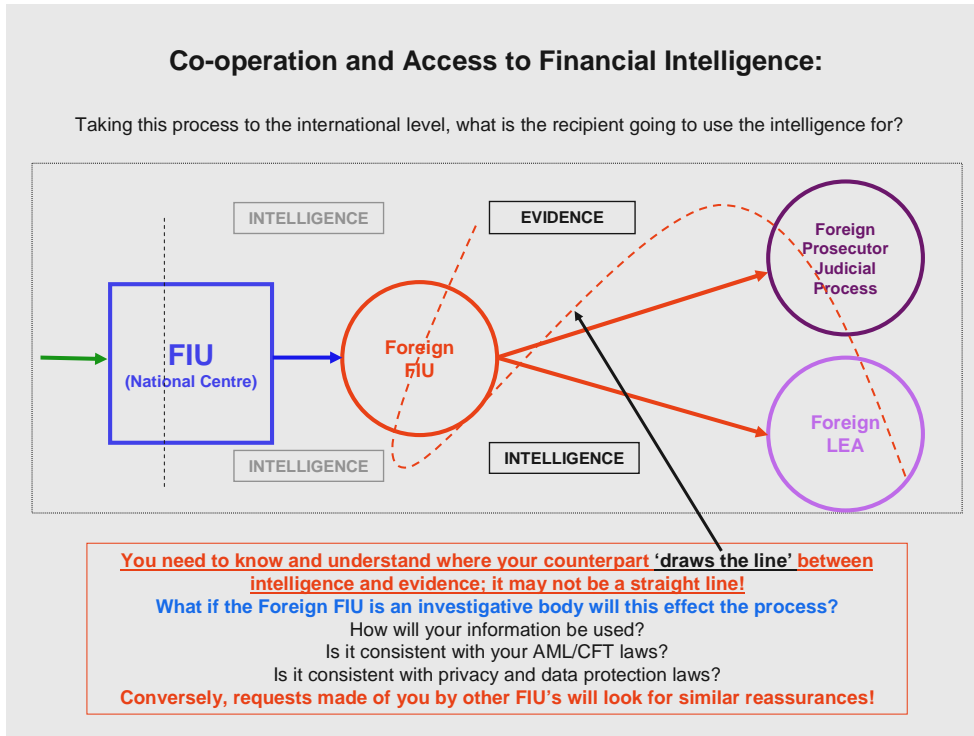 Co-operation and Access to Financial Intelligence:
Taking this process to the international level, what is the recipient going to use the intelligence for?
INTELLIGENCE
EVIDENCE
Foreign
Prosecutor
Judicial
Process
FIU
(National Centre)
Foreign
FIU
Foreign
LEA
INTELLIGENCE
INTELLIGENCE
You need to know and understand where your counterpart ‘draws the line’ between
intelligence and evidence; it may not be a straight line!
What if the Foreign FIU is an investigative body will this effect the process?
How will your information be used?
Is it consistent with your AML/CFT laws?
Is it consistent with privacy and data protection laws?
Conversely, requests made of you by other FIU’s will look for similar reassurances!